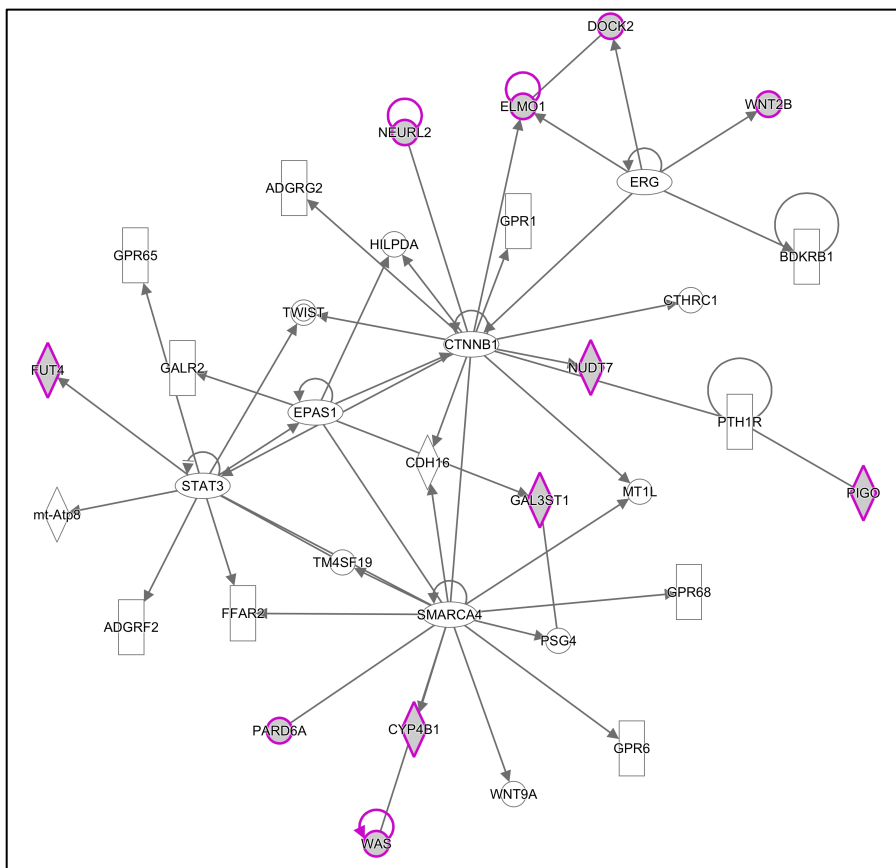 DOCK2
ELMO1
WNT2B
NEURL2
ERG
ADGRG2
GPR1
HILPDA
GPR65
BDKRB1
CTHRC1
TWIST
CTNNB1
GALR2
FUT4
NUDT7
EPAS1
PTH1R
CDH16
STAT3
GAL3ST1
MT1L
PIGO
mt-Atp8
TM4SF19
GPR68
SMARCA4
FFAR2
ADGRF2
PSG4
PARD6A
CYP4B1
GPR6
WNT9A
WAS